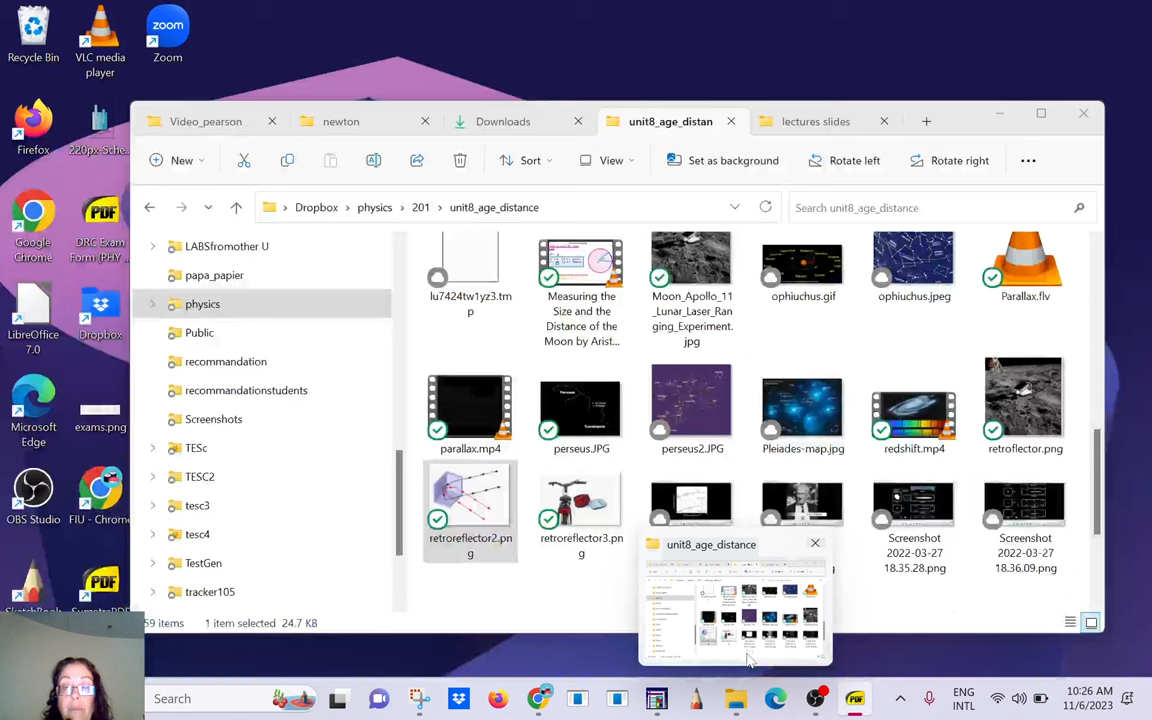 Recycle Bin
VLC media
player
zoom
Zoom
Firefox
220px-Sche...
Google
Chrome
PDF
DRC Exam
Form (PHY ...
LibreOffice
7.0
Dropbox
Microsoft
Edge
exams.png
OBS Studio
FIU - Chrome
PDF
Video_pearson
newton
Downloads
unit8_age_distan
lectures slides
New
Sort
View
Set as background
Rotate left
Rotate right
Dropbox
physics
201
unit8_age_distance
Search unit8_age_distance
LABSfromother U
papa_papier
physics
Public
recommandation
recommandationstudents
Screenshots
TESc
TESC2
tesc3
tesc4
TestGen
tracker105
lu7424tw1yz3.tm
p
Measuring the
Size and the
Distance of the
Moon by Arist...
Moon_Apollo_11
_Lunar_Laser_Ran
ging_Experiment.
jpg
ophiuchus.gif
ophiuchus.jpeg
Parallax.flv
parallax.mp4
perseus.JPG
perseus2.JPG
Pleiades-map.jpg
redshift.mp4
retroflector.png
retroreflector2.pn
g
retroreflector3.pn
g
Screenshot
2022-03-27
18.35.28.png
Screenshot
2022-03-27
18.36.09.png
unit8_age_distance
59 items
1 item selected 24.7 KB
Search
PDF
ENG
INTL
10:26 AM
11/6/2023